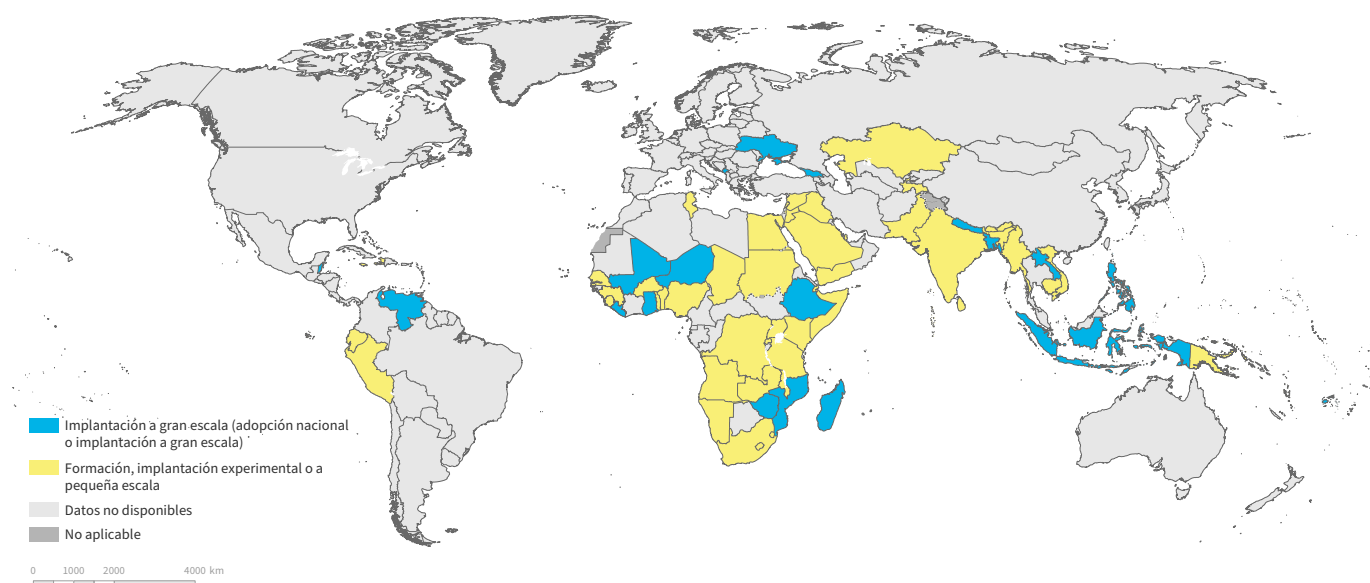 Implantación a gran escala (adopción nacional
o implantación a gran escala)
Formación, implantación experimental o a
pequeña escala
Datos no disponibles
No aplicable
0 1000 2000 4000 km